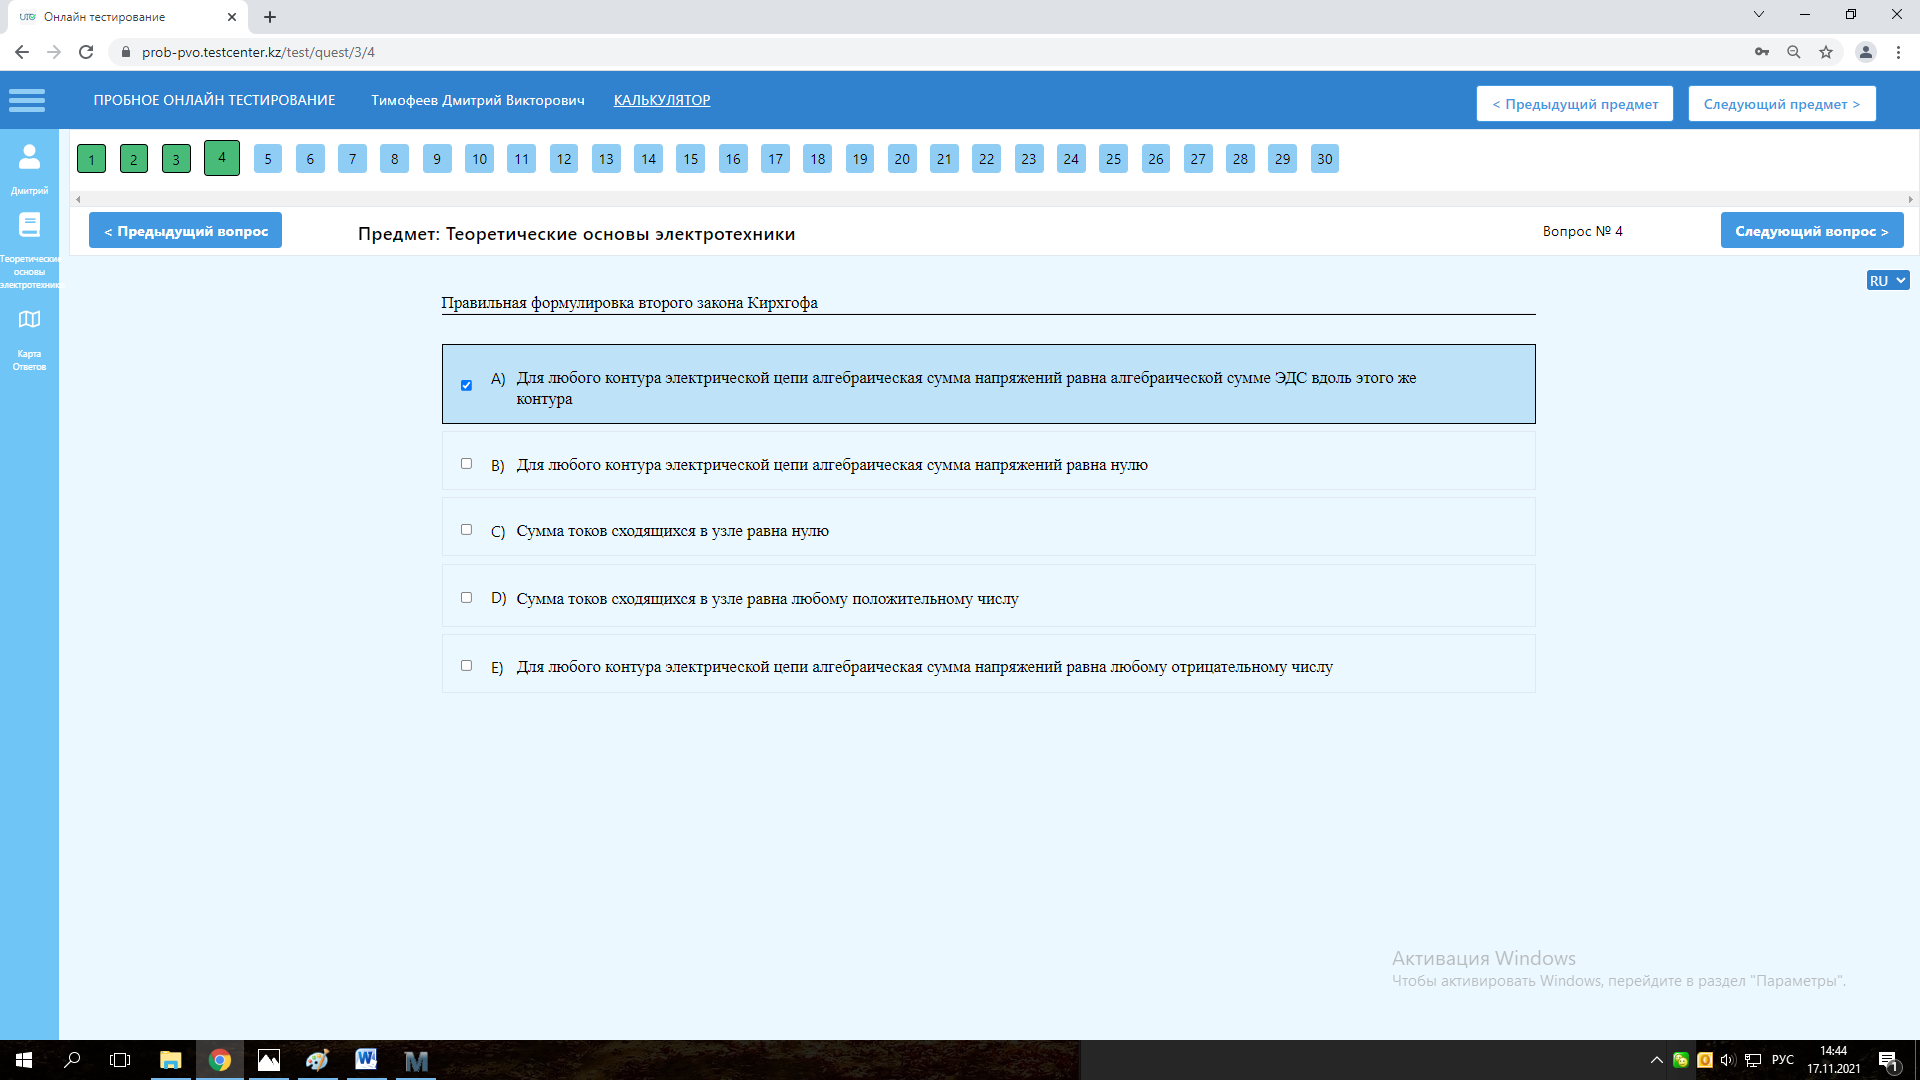 Онлайн тестирование
prob-pvo.testcenter.kz/test/quest/3/4
ПРОБНОЕ ОНЛАЙН ТЕСТИРОВАНИЕ Тимофеев Дмитрий Викторович КАЛЬКУЛЯТОР < Предыдущий предмет Следующий предмет >
1 2 3 4 5 6 7 8 9 10 11 12 13 14 15 16 17 18 19 20 21 22 23 24 25 26 27 28 29 30
Дмитрий
Теоретические
основы
электротехники
Карта
Ответов
< Предыдущий вопрос Предмет: Теоретические основы электротехники Вопрос № 4 Следующий вопрос >
RU
Правильная формулировка второго закона Кирхгофа
A) Для любого контура электрической цепи алгебраическая сумма напряжений равна алгебраической сумме ЭДС вдоль этого же
контура
B) Для любого контура электрической цепи алгебраическая сумма напряжений равна нулю
C) Сумма токов сходящихся в узле равна нулю
D) Сумма токов сходящихся в узле равна любому положительному числу
E) Для любого контура электрической цепи алгебраическая сумма напряжений равна любому отрицательному числу
Активация Windows
Чтобы активировать Windows, перейдите в раздел "Параметры".
РУС
14:44
17.11.2021
1